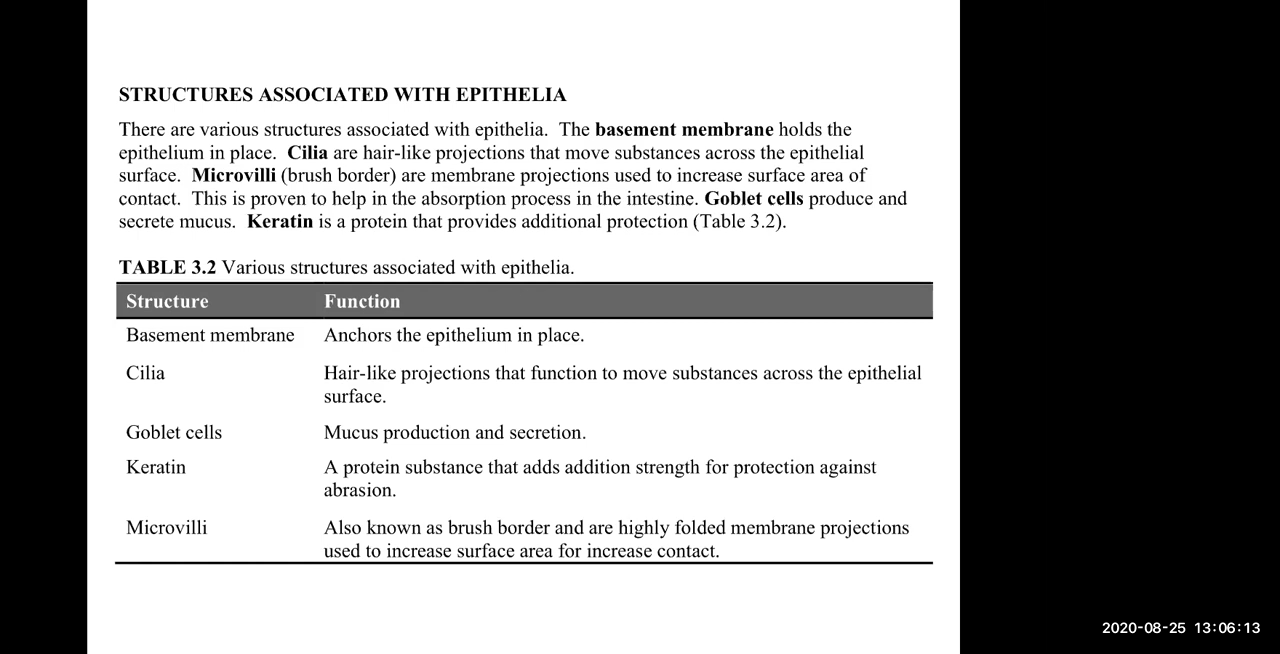 STRUCTURES ASSOCIATED WITH EPITHELIA
There are various structures associated with epithelia. The basement membrane holds the
epithelium in place. Cilia are hair-like projections that move substances across the epithelial
surface. Microvilli (brush border) are membrane projections used to increase surface area of
contact. This is proven to help in the absorption process in the intestine. Goblet cells produce and
secrete mucus. Keratin is a protein that provides additional protection (Table 3.2).
TABLE 3.2 Various structures associated with epithelia.
Structure Function
Basement membrane Anchors the epithelium in place.
Cilia Hair-like projections that function to move substances across the epithelial
surface.
Goblet cells Mucus production and secretion.
Keratin A protein substance that adds addition strength for protection against
abrasion.
Microvilli Also known as brush border and are highly folded membrane projections
used to increase surface area for increase contact.
2020-08-25 13:06:13